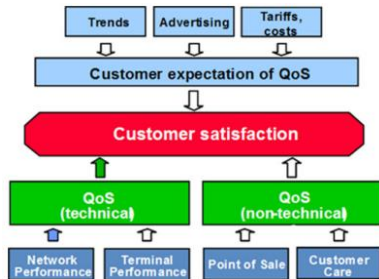 Trends
Advertising
Tariffs,
costs
Customer expectation of QoS
Customer satisfaction
QoS
(technical)
QoS
(non-technical)
Network
Performance
Terminal
Performance
Point of Sale
Customer
Care